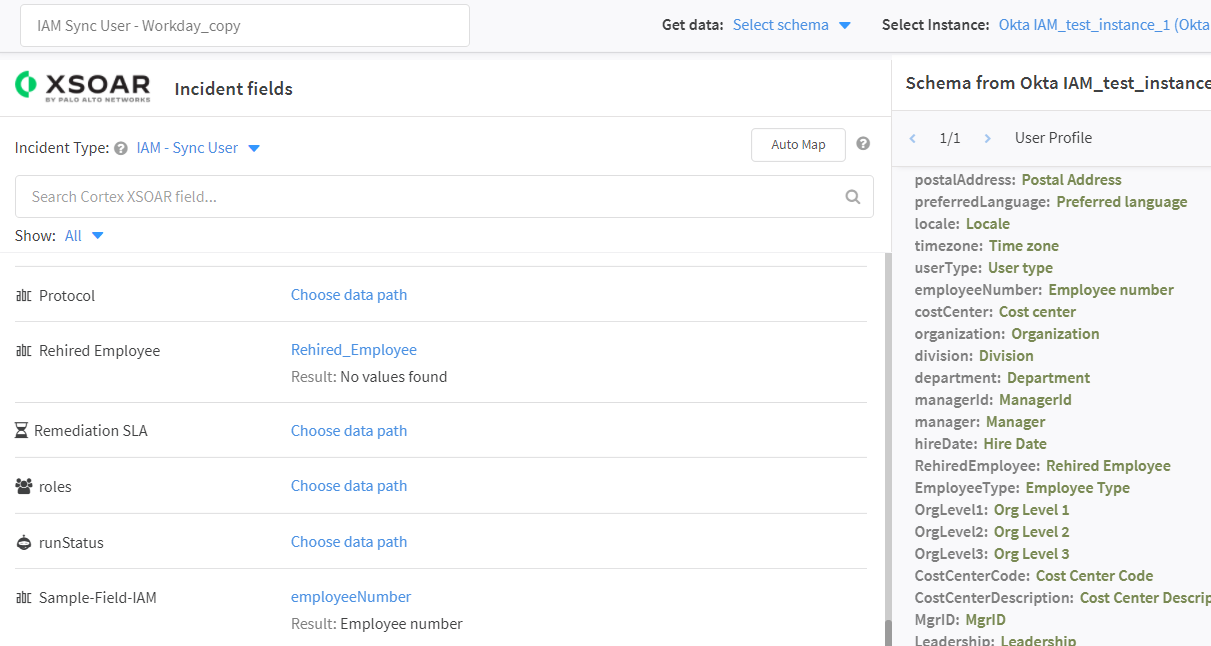 IAM Sync User - Workday_copy
Get data: Select schema
Select Instance: Okta IAM_test_instance_1 (Okta
XSOAR
BY PALO ALTO NETWORKS
Incident fields
Schema from Okta IAM_test_instance
Incident Type: ? IAM - Sync User
Auto Map ?
1/1 User Profile
Search Cortex XSOAR field...
Show: All
abc Protocol Choose data path
abc Rehired Employee Rehired_Employee
Result: No values found
Remediation SLA Choose data path
roles Choose data path
runStatus Choose data path
abc Sample-Field-IAM employeeNumber
Result: Employee number
postalAddress: Postal Address
preferredLanguage: Preferred language
locale: Locale
timezone: Time zone
userType: User type
employeeNumber: Employee number
costCenter: Cost center
organization: Organization
division: Division
department: Department
managerId: ManagerId
manager: Manager
hireDate: Hire Date
RehiredEmployee: Rehired Employee
EmployeeType: Employee Type
OrgLevel1: Org Level 1
OrgLevel2: Org Level 2
OrgLevel3: Org Level 3
CostCenterCode: Cost Center Code
CostCenterDescription: Cost Center Descrip
MgrID: MgrID
Leadership: Leadership